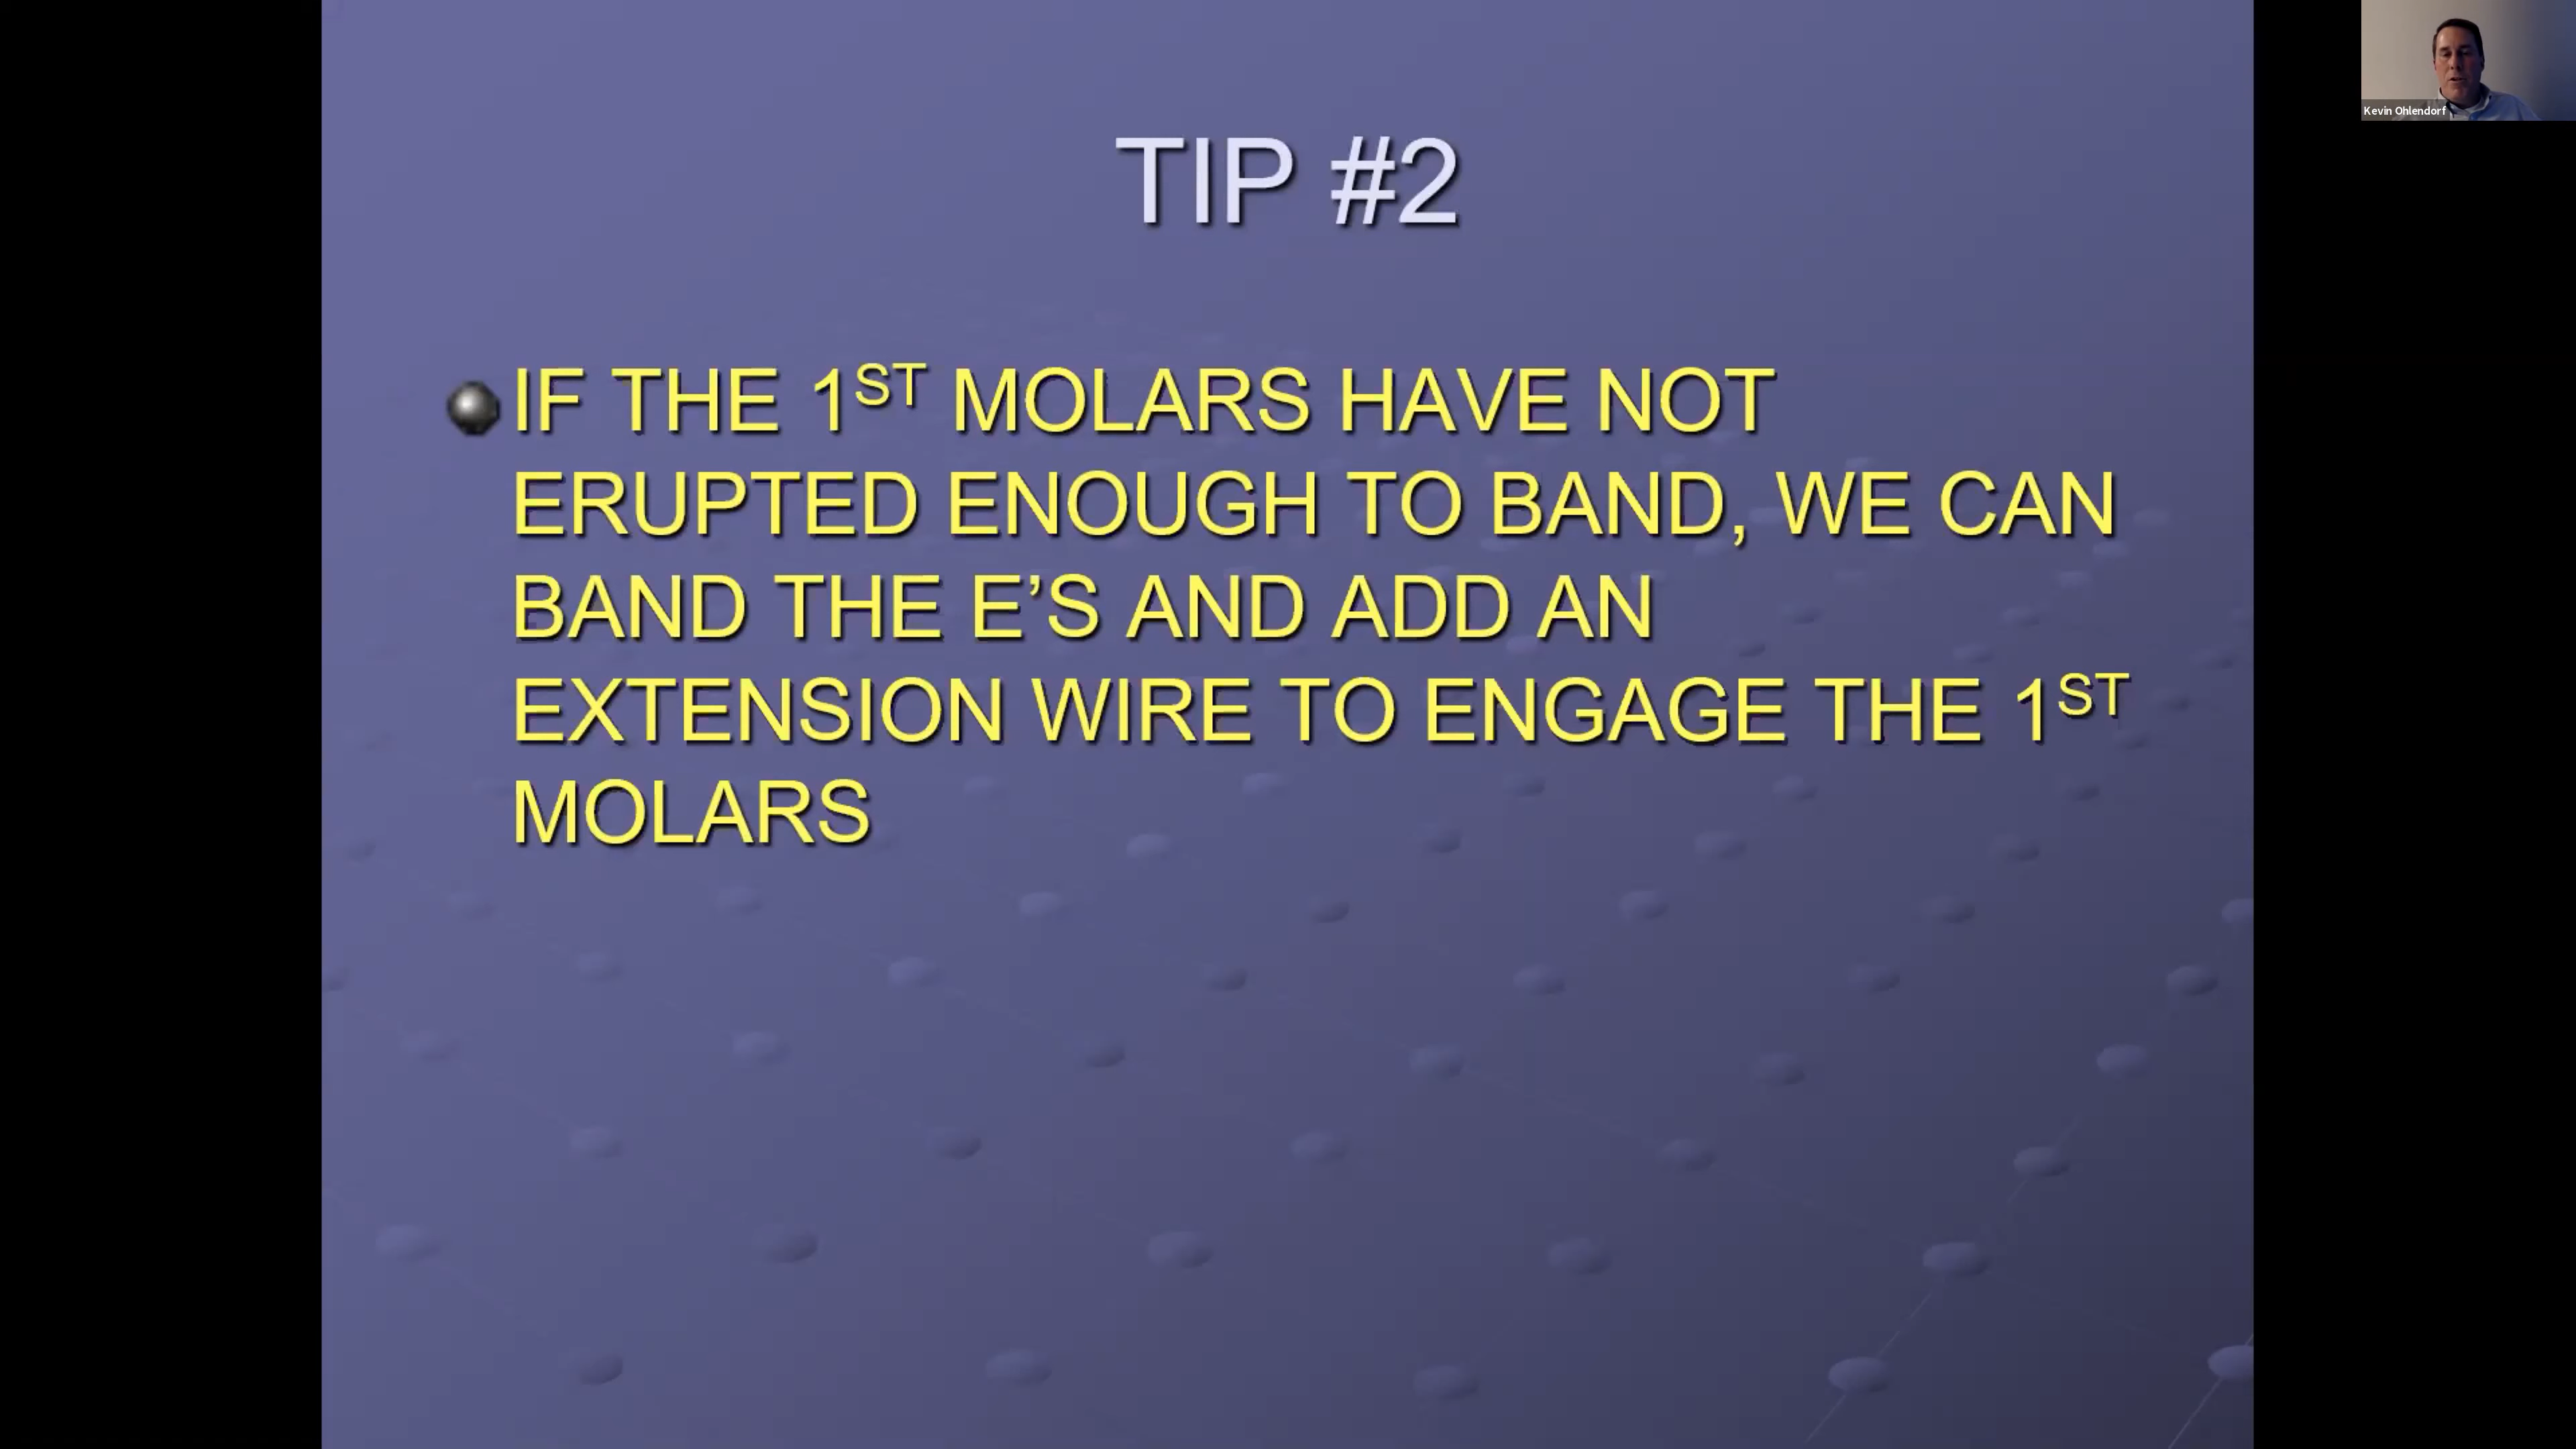 TIP #2
IF THE 1ST MOLARS HAVE NOT
ERUPTED ENOUGH TO BAND, WE CAN
BAND THE E’S AND ADD AN
EXTENSION WIRE TO ENGAGE THE 1ST
MOLARS
Kevin Ohlendorf